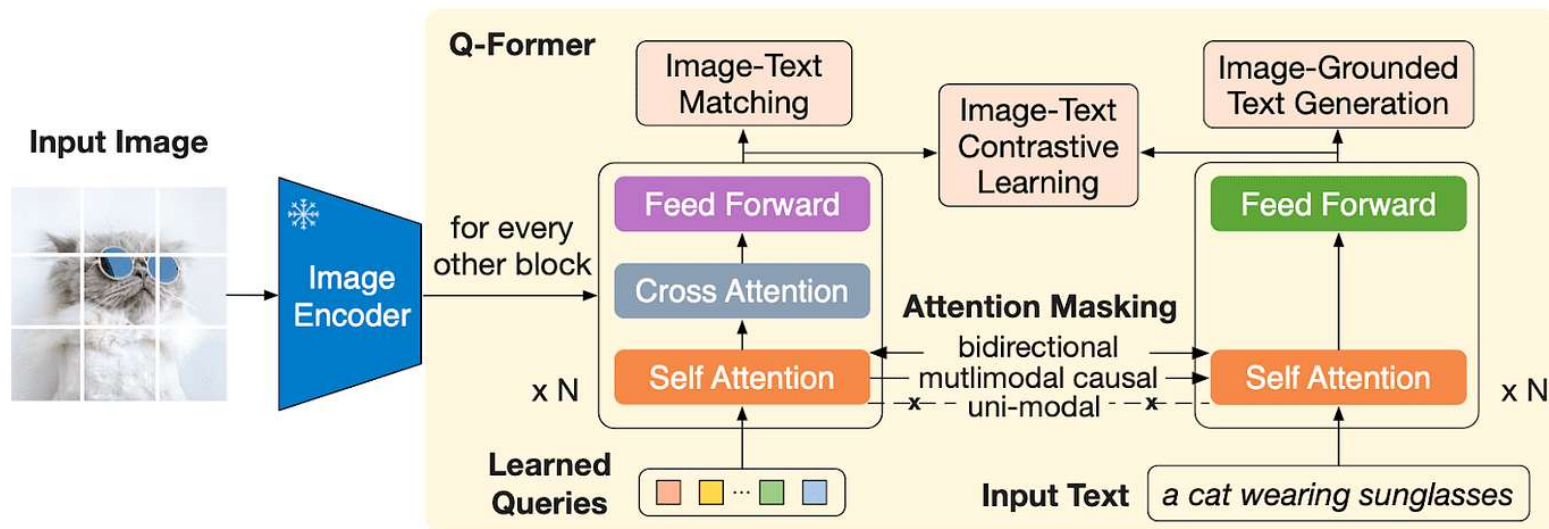 Q-Former
Image-Text
Matching
Image-Text
Contrastive
Learning
Image-Grounded
Text Generation
Input Image
Image
Encoder
for every
other block
Feed Forward
Cross Attention
Self Attention
x N
Attention Masking
bidirectional
mutlimodal causal
x uni-modal x
Feed Forward
Self Attention
x N
Learned
Queries
...
Input Text
a cat wearing sunglasses